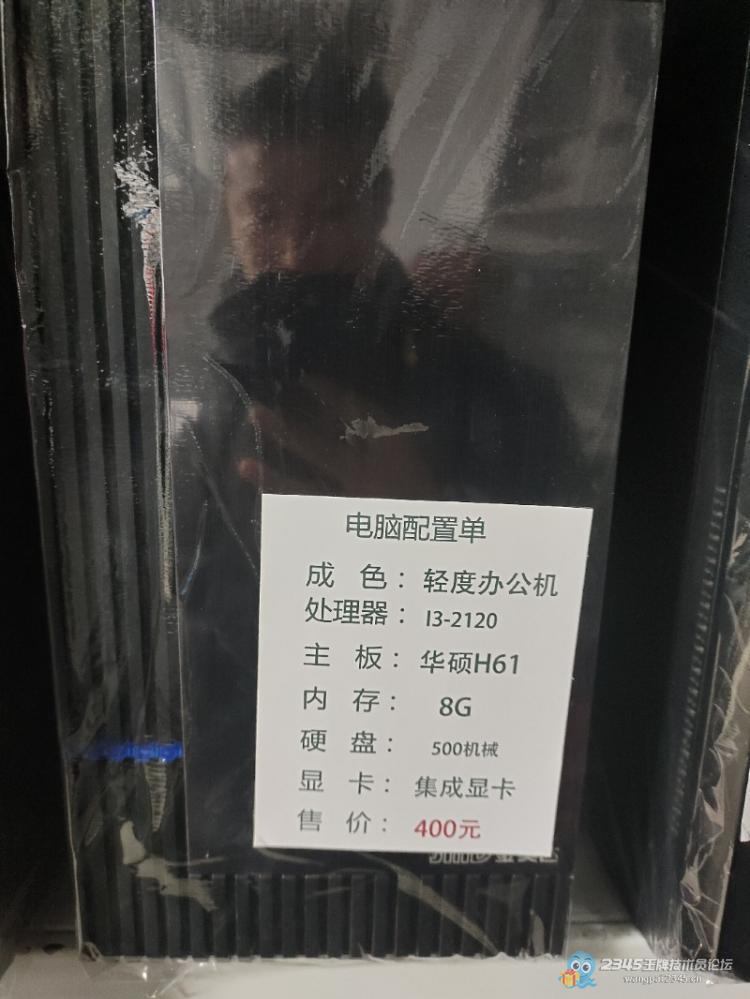 电脑配置单
成 色：轻度办公机
处理器：I3-2120
主 板：华硕H61
内 存：8G
硬 盘：500机械
显 卡：集成显卡
售 价：400元
2345王牌技术员论坛
wangpai.2345.cn